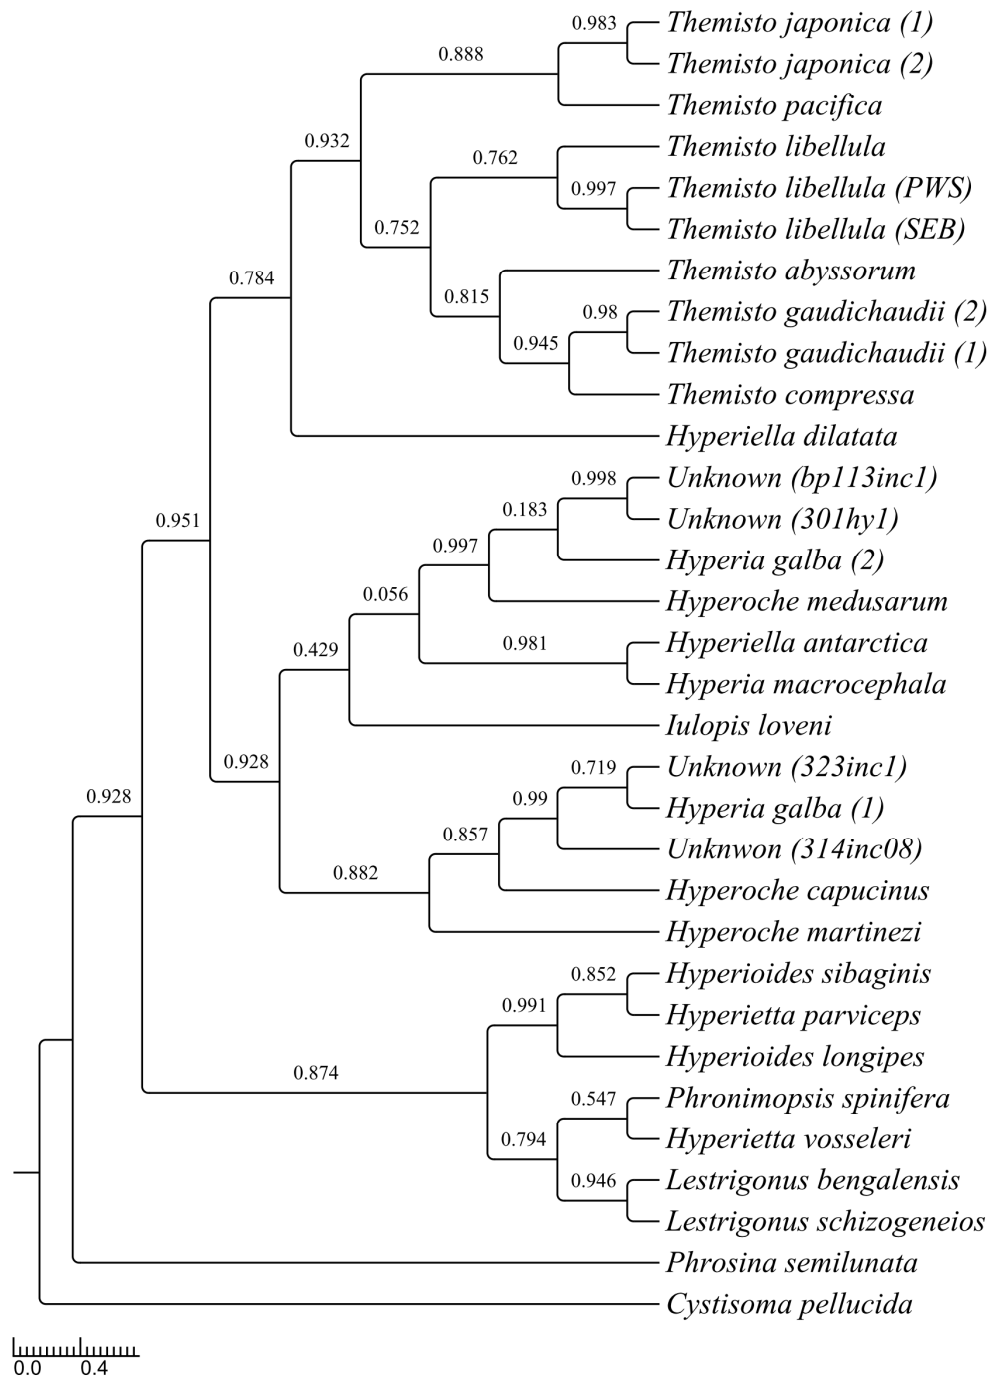 0.983
Themisto japonica (1)
0.888
Themisto japonica (2)
Themisto pacifica
0.932
Themisto libellula
0.762
0.997
Themisto libellula (PWS)
0.752
Themisto libellula (SEB)
0.784
Themisto abyssorum
0.815
0.98
Themisto gaudichaudii (2)
0.945
Themisto gaudichaudii (1)
Themisto compressa
Hyperiella dilatata
0.998
Unknown (bp113inc1)
0.183
0.951
Unknown (301hy1)
0.997
Hyperia galba (2)
0.056
Hyperoche medusarum
0.429
0.981
Hyperiella antarctica
Hyperia macrocephala
Iulopis loveni
0.928
0.719
Unknown (323inc1)
0.928
0.99
Hyperia galba (1)
0.857
Unknwon (314inc08)
0.882
Hyperoche capucinus
Hyperoche martinezi
0.852
Hyperioides sibaginis
0.991
Hyperietta parviceps
Hyperioides longipes
0.874
0.547
Phronimopsis spinifera
0.794
Hyperietta vosseleri
0.946
Lestrigonus bengalensis
Lestrigonus schizogeneios
Phrosina semilunata
Cystisoma pellucida
0.0 0.4